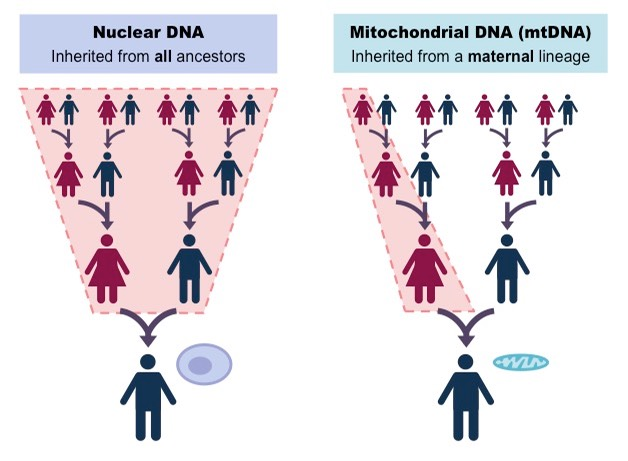 Nuclear DNA
Inherited from all ancestors
Mitochondrial DNA (mtDNA)
Inherited from a maternal lineage